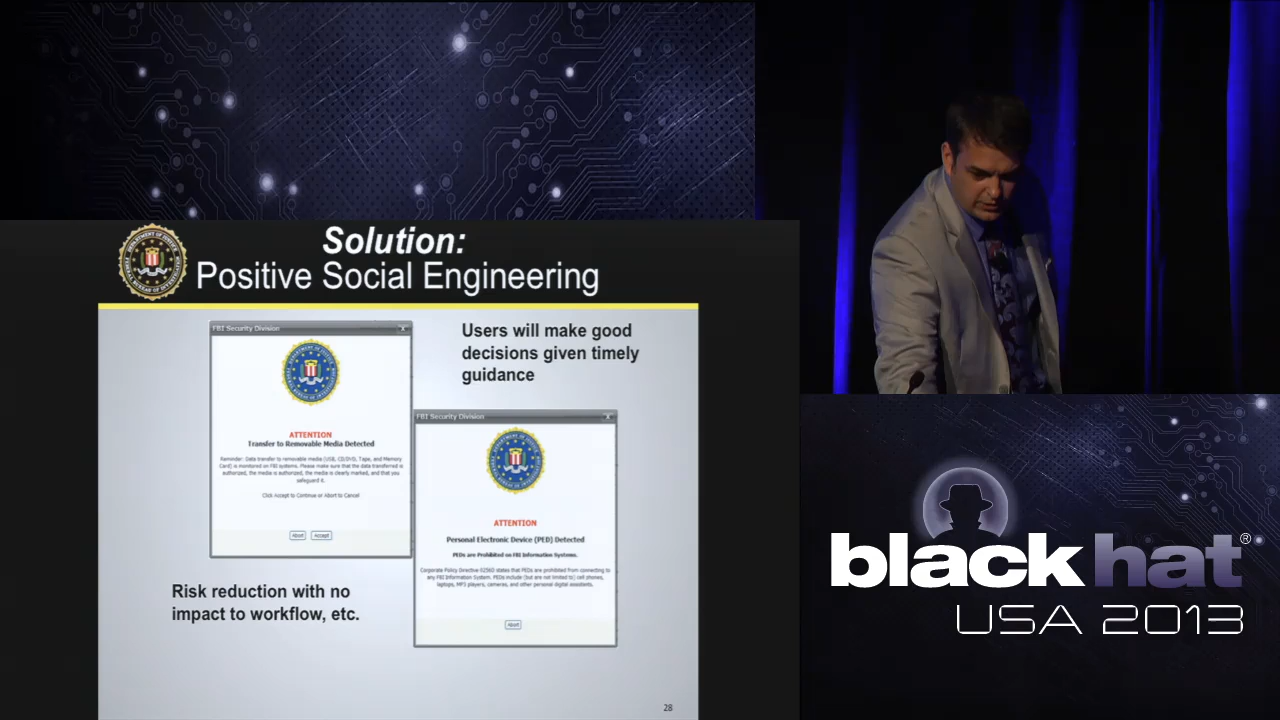 Solution:
Positive Social Engineering
FBI Security Division
X
ATTENTION
Transfer to Removable Media Detected
Reminder: Data transfer to removable media (USB, CD/DVD, Tape, and Memory
Card) is monitored on FBI systems. Please make sure that the data transferred is
authorized, the media is authorized, the media is clearly marked, and that you
safeguard it.
Click Accept to Continue or Abort to Cancel
Abort
Accept
Users will make good
decisions given timely
guidance
FBI Security Division
X
ATTENTION
Personal Electronic Device (PED) Detected
PEDs are Prohibited on FBI Information Systems.
Corporate Policy Directive 0256D states that PEDs are prohibited from connecting to
any FBI Information System. PEDs include (but are not limited to) cell phones,
laptops, MP3 players, cameras, and other personal digital assistants.
Abort
Risk reduction with no
impact to workflow, etc.
28
black hat®
USA 2013